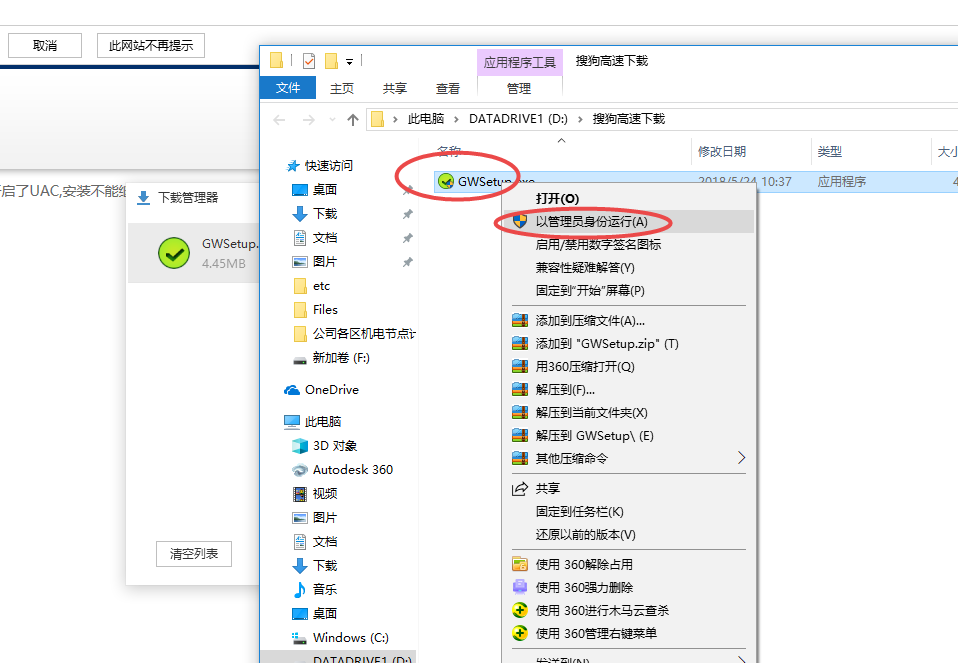 取消
此网站不再提示
启了UAC,安装不能
下载管理器
GWSetup.
4.45MB
清空列表
应用程序工具
搜狗高速下载
文件
主页
共享
查看
管理
此电脑 › DATADRIVE1 (D:) › 搜狗高速下载
名称
修改日期
类型
大小
GWSetup.exe
2018/5/24 10:37
应用程序
4
快速访问
桌面
下载
文档
图片
etc
Files
公司各区机电节点计
新加卷 (F:)
OneDrive
此电脑
3D 对象
Autodesk 360
视频
图片
文档
下载
音乐
桌面
Windows (C:)
DATADRIVE1 (D:)
打开(O)
以管理员身份运行(A)
启用/禁用数字签名图标
兼容性疑难解答(Y)
固定到"开始"屏幕(P)
添加到压缩文件(A)...
添加到 "GWSetup.zip" (T)
用360压缩打开(Q)
解压到(F)...
解压到当前文件夹(X)
解压到 GWSetup\ (E)
其他压缩命令
共享
固定到任务栏(K)
还原以前的版本(V)
使用 360解除占用
使用 360强力删除
使用 360进行木马云查杀
使用 360管理右键菜单
发送到(N)